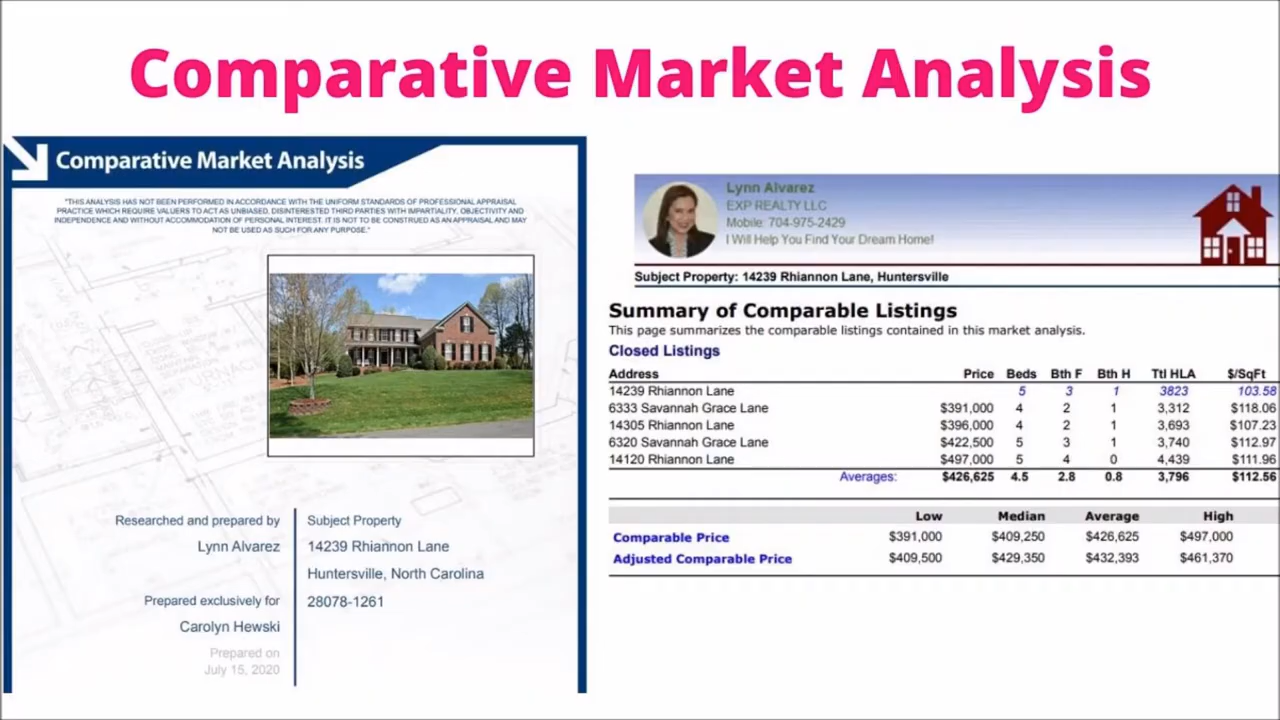 Comparative Market Analysis
Comparative Market Analysis
"THIS ANALYSIS HAS NOT BEEN PERFORMED IN ACCORDANCE WITH THE UNIFORM STANDARDS OF PROFESSIONAL APPRAISAL
PRACTICE WHICH REQUIRE VALUERS TO ACT AS UNBIASED, DISINTERESTED THIRD PARTIES WITH IMPARTIALITY, OBJECTIVITY AND
INDEPENDENCE AND WITHOUT ACCOMMODATION OF PERSONAL INTEREST. IT IS NOT TO BE CONSTRUED AS AN APPRAISAL AND MAY
NOT BE USED AS SUCH FOR ANY PURPOSE."
Researched and prepared by
Lynn Alvarez
Prepared exclusively for
Carolyn Hewski
Prepared on
July 15, 2020
Subject Property
14239 Rhiannon Lane
Huntersville, North Carolina
28078-1261
Lynn Alvarez
EXP REALTY LLC
Mobile: 704-975-2429
I Will Help You Find Your Dream Home!
Subject Property: 14239 Rhiannon Lane, Huntersville
Summary of Comparable Listings
This page summarizes the comparable listings contained in this market analysis.
Closed Listings
Address Price Beds Bth F Bth H Ttl HLA $/SqFt
14239 Rhiannon Lane 5 3 1 3823 103.58
6333 Savannah Grace Lane $391,000 4 2 1 3,312 $118.06
14305 Rhiannon Lane $396,000 4 2 1 3,693 $107.23
6320 Savannah Grace Lane $422,500 5 3 1 3,740 $112.97
14120 Rhiannon Lane $497,000 5 4 0 4,439 $111.96
Averages: $426,625 4.5 2.8 0.8 3,796 $112.56
Low Median Average High
Comparable Price $391,000 $409,250 $426,625 $497,000
Adjusted Comparable Price $409,500 $429,350 $432,393 $461,370